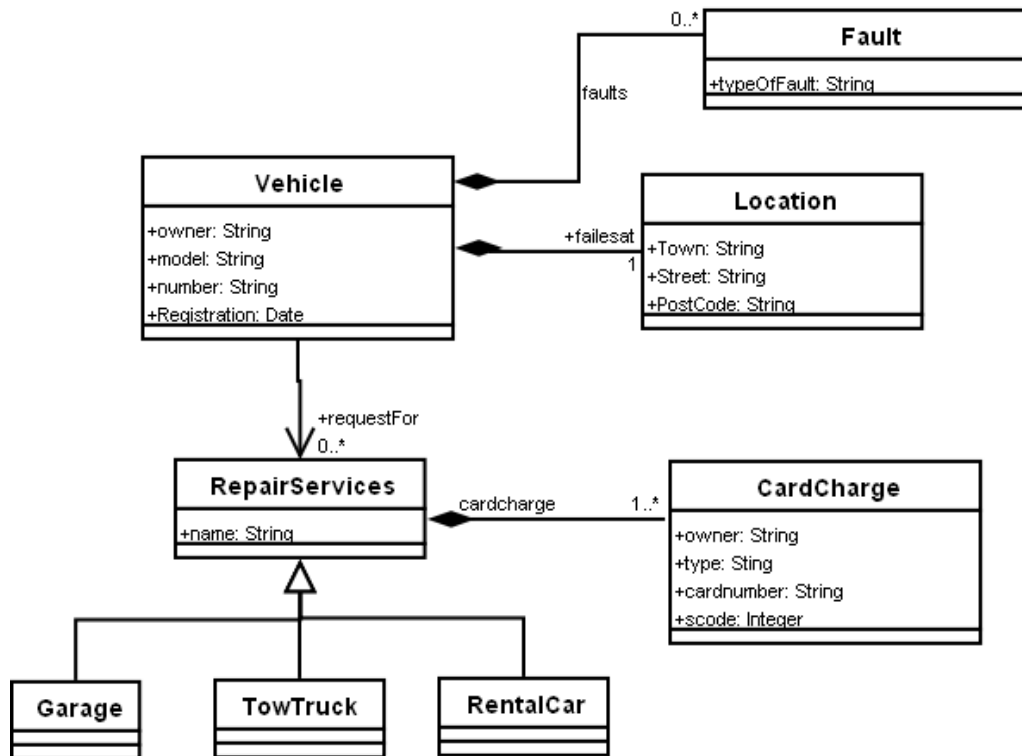 0..*
Fault
+typeOfFault: String
faults
Vehicle
+owner: String
+model: String
+number: String
+Registration: Date
+failesat
1
Location
+Town: String
+Street: String
+PostCode: String
+requestFor
0..*
RepairServices
+name: String
cardcharge
1..*
CardCharge
+owner: String
+type: Sting
+cardnumber: String
+scode: Integer
Garage
TowTruck
RentalCar